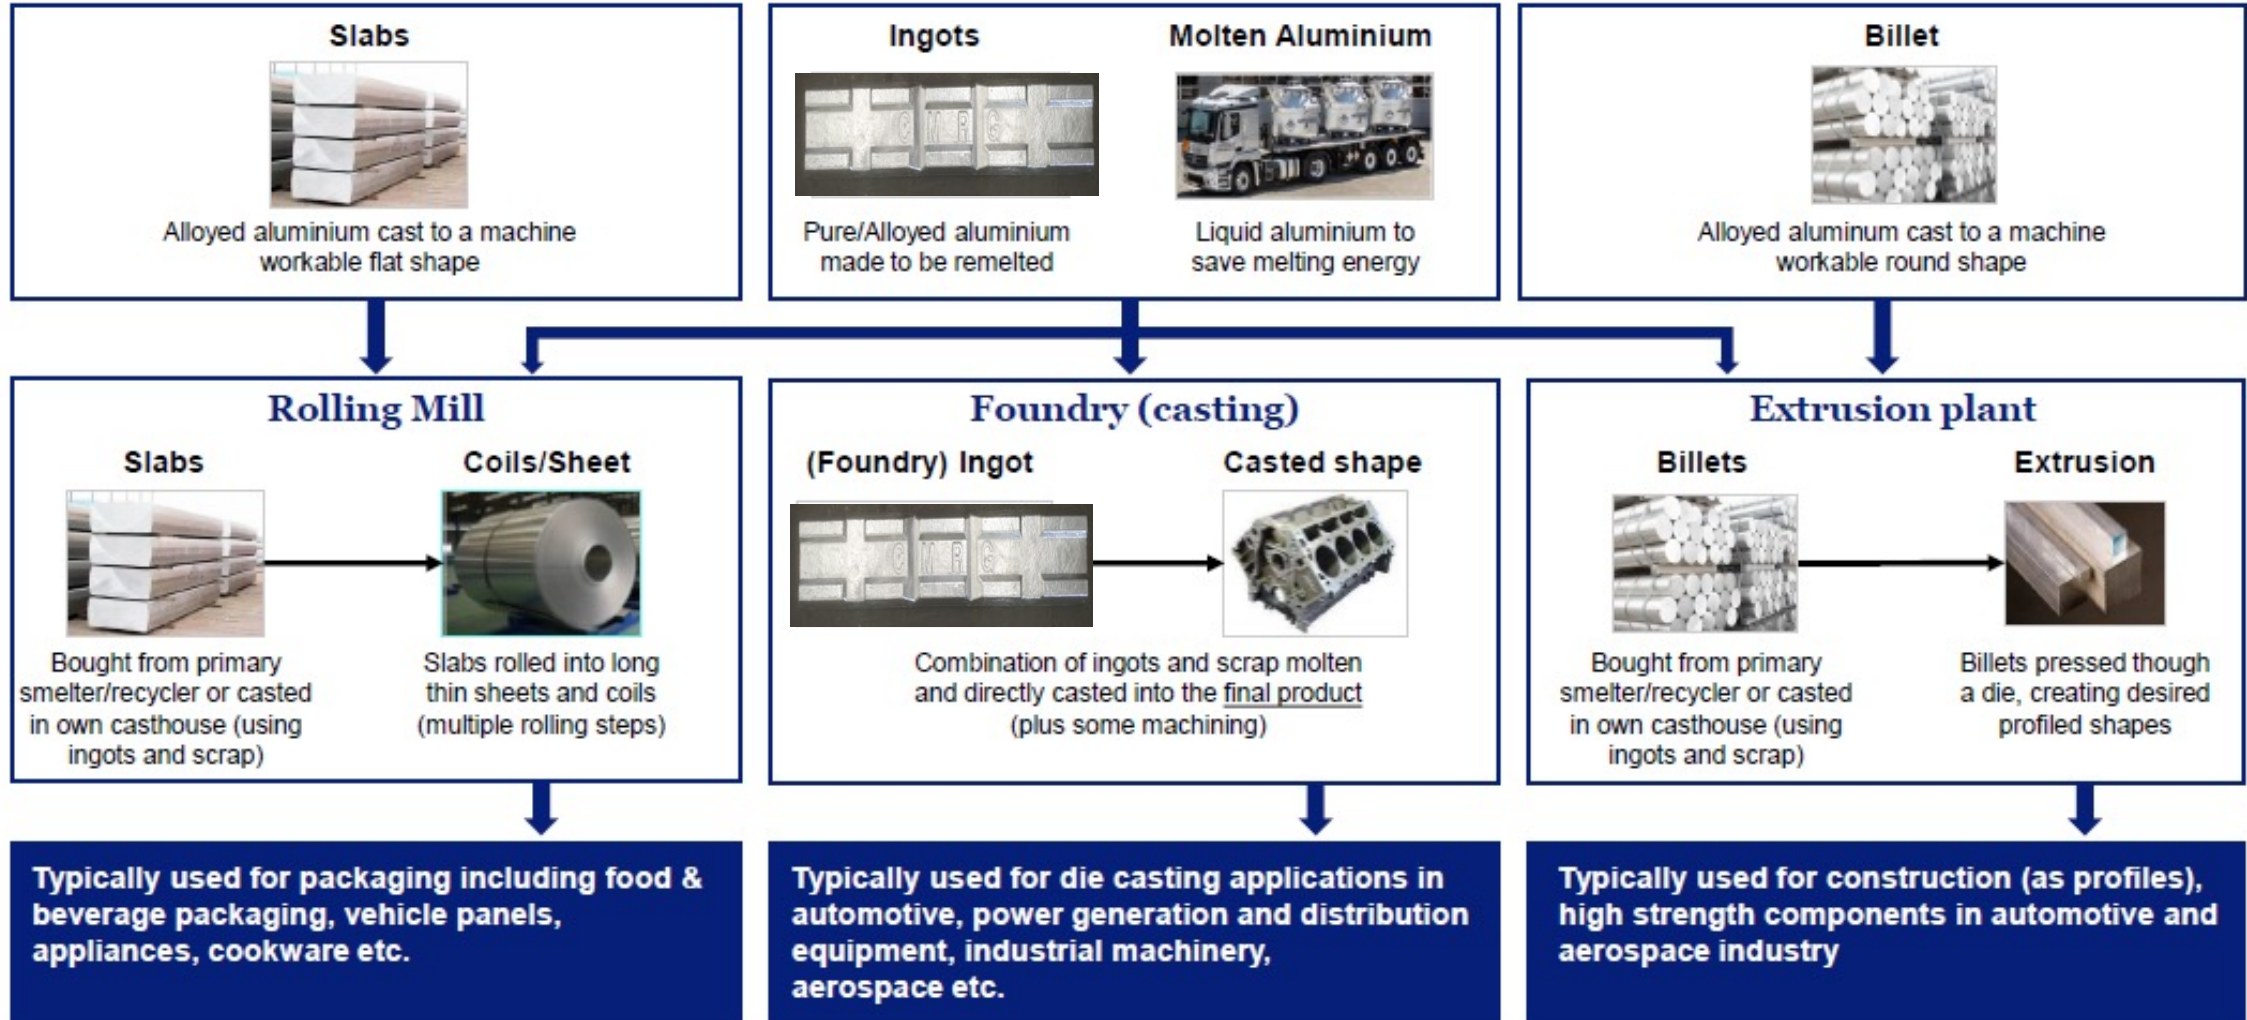 Slabs
Alloyed aluminium cast to a machine
workable flat shape
Ingots
CMRG
Pure/Alloyed aluminium
made to be remelted
Molten Aluminium
Liquid aluminium to
save melting energy
Billet
Alloyed aluminum cast to a machine
workable round shape
Rolling Mill
Slabs
Bought from primary
smelter/recycler or casted
in own casthouse (using
ingots and scrap)
Coils/Sheet
Slabs rolled into long
thin sheets and coils
(multiple rolling steps)
Foundry (casting)
(Foundry) Ingot
CMRG
Casted shape
Combination of ingots and scrap molten
and directly casted into the final product
(plus some machining)
Extrusion plant
Billets
Bought from primary
smelter/recycler or casted
in own casthouse (using
ingots and scrap)
Extrusion
Billets pressed though
a die, creating desired
profiled shapes
Typically used for packaging including food &
beverage packaging, vehicle panels,
appliances, cookware etc.
Typically used for die casting applications in
automotive, power generation and distribution
equipment, industrial machinery,
aerospace etc.
Typically used for construction (as profiles),
high strength components in automotive and
aerospace industry